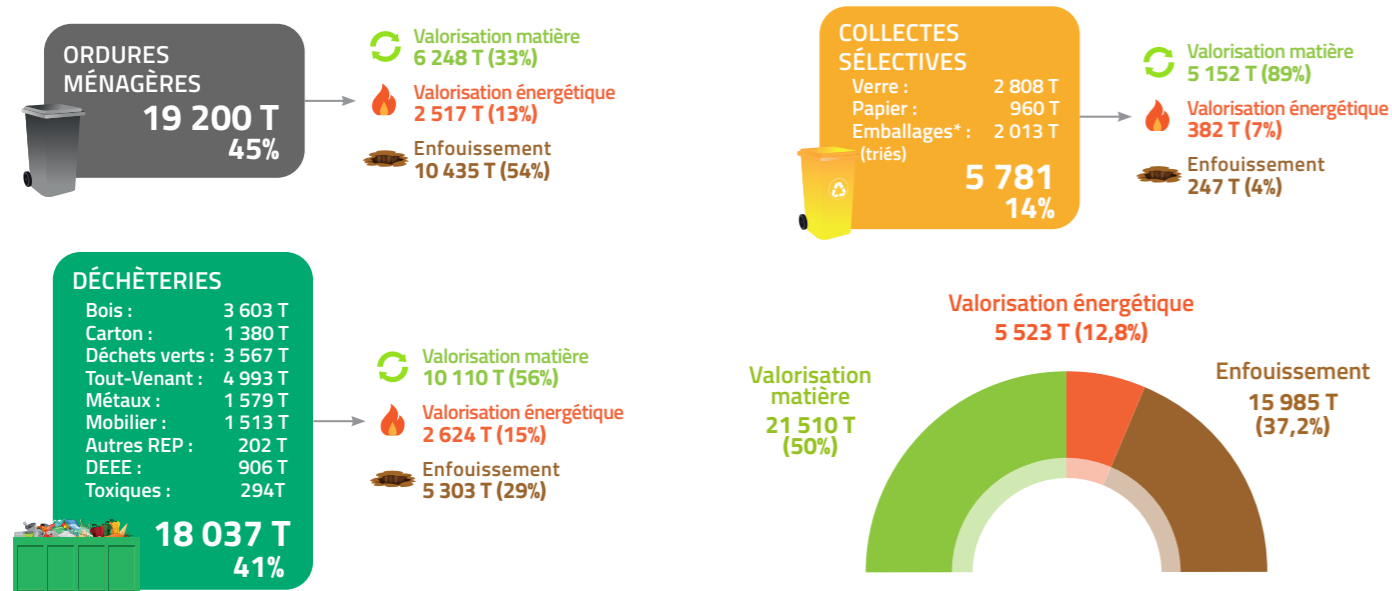 ORDURES
MÉNAGÈRES
19 200 T
45%
Valorisation matière
6 248 T (33%)
Valorisation énergétique
2 517 T (13%)
Enfouissement
10 435 T (54%)
COLLECTES
SÉLECTIVES
Verre : 2 808 T
Papier : 960 T
Emballages* : 2 013 T
(triés)
5 781
14%
Valorisation matière
5 152 T (89%)
Valorisation énergétique
382 T (7%)
Enfouissement
247 T (4%)
DÉCHÈTERIES
Bois : 3 603 T
Carton : 1 380 T
Déchets verts : 3 567 T
Tout-Venant : 4 993 T
Métaux : 1 579 T
Mobilier : 1 513 T
Autres REP : 202 T
DEEE : 906 T
Toxiques : 294T
18 037 T
41%
Valorisation matière
10 110 T (56%)
Valorisation énergétique
2 624 T (15%)
Enfouissement
5 303 T (29%)
Valorisation énergétique
5 523 T (12,8%)
Valorisation
matière
21 510 T
(50%)
Enfouissement
15 985 T
(37,2%)